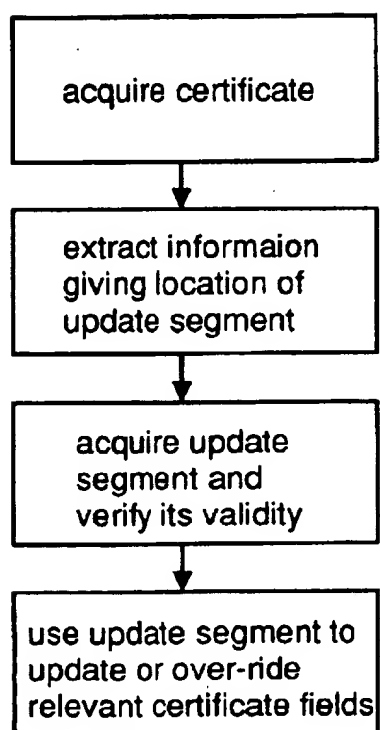 acquire certificate
extract informaion
giving location of
update segment
acquire update
segment and
verify its validity
use update segment to
update or over-ride
relevant certificate fields